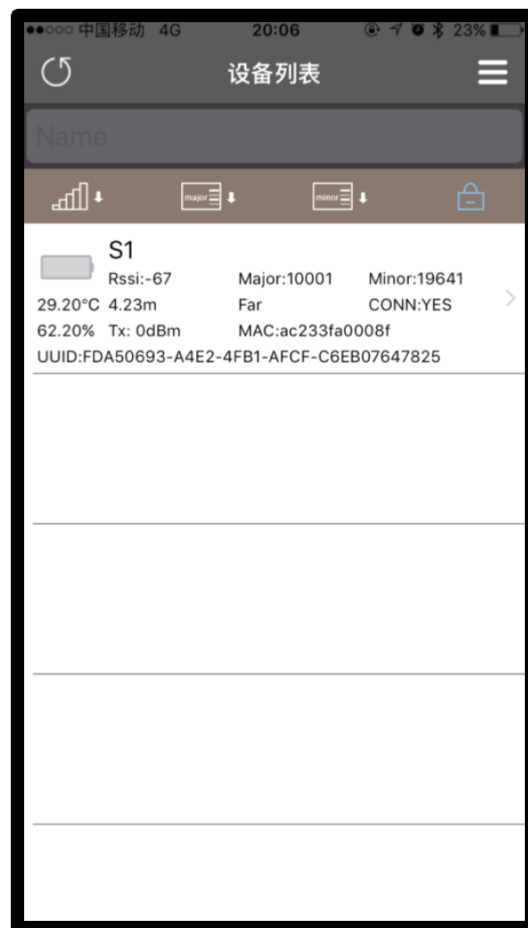 中国移动 4G 20:06 23%
设备列表
Name
major minor
S1
Rssi:-67 Major:10001 Minor:19641
29.20°C 4.23m Far CONN:YES
62.20% Tx: 0dBm MAC:ac233fa0008f
UUID:FDA50693-A4E2-4FB1-AFCF-C6EB07647825